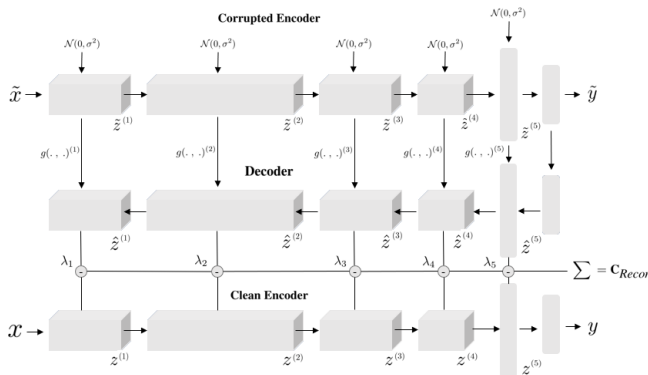 Corrupted Encoder
𝒩(0, σ²) 𝒩(0, σ²) 𝒩(0, σ²) 𝒩(0, σ²) 𝒩(0, σ²)
x̃ ỹ
z̃⁽¹⁾ z̃⁽²⁾ z̃⁽³⁾ z̃⁽⁴⁾ z̃⁽⁵⁾
g(. , .)⁽¹⁾ g(. , .)⁽²⁾ g(. , .)⁽³⁾ g(. , .)⁽⁴⁾ g(. , .)⁽⁵⁾
Decoder
ẑ⁽¹⁾ ẑ⁽²⁾ ẑ⁽³⁾ ẑ⁽⁴⁾ ẑ⁽⁵⁾
λ₁ λ₂ λ₃ λ₄ λ₅
- - - - - ∑ = C_Recon
Clean Encoder
x y
z⁽¹⁾ z⁽²⁾ z⁽³⁾ z⁽⁴⁾ z⁽⁵⁾